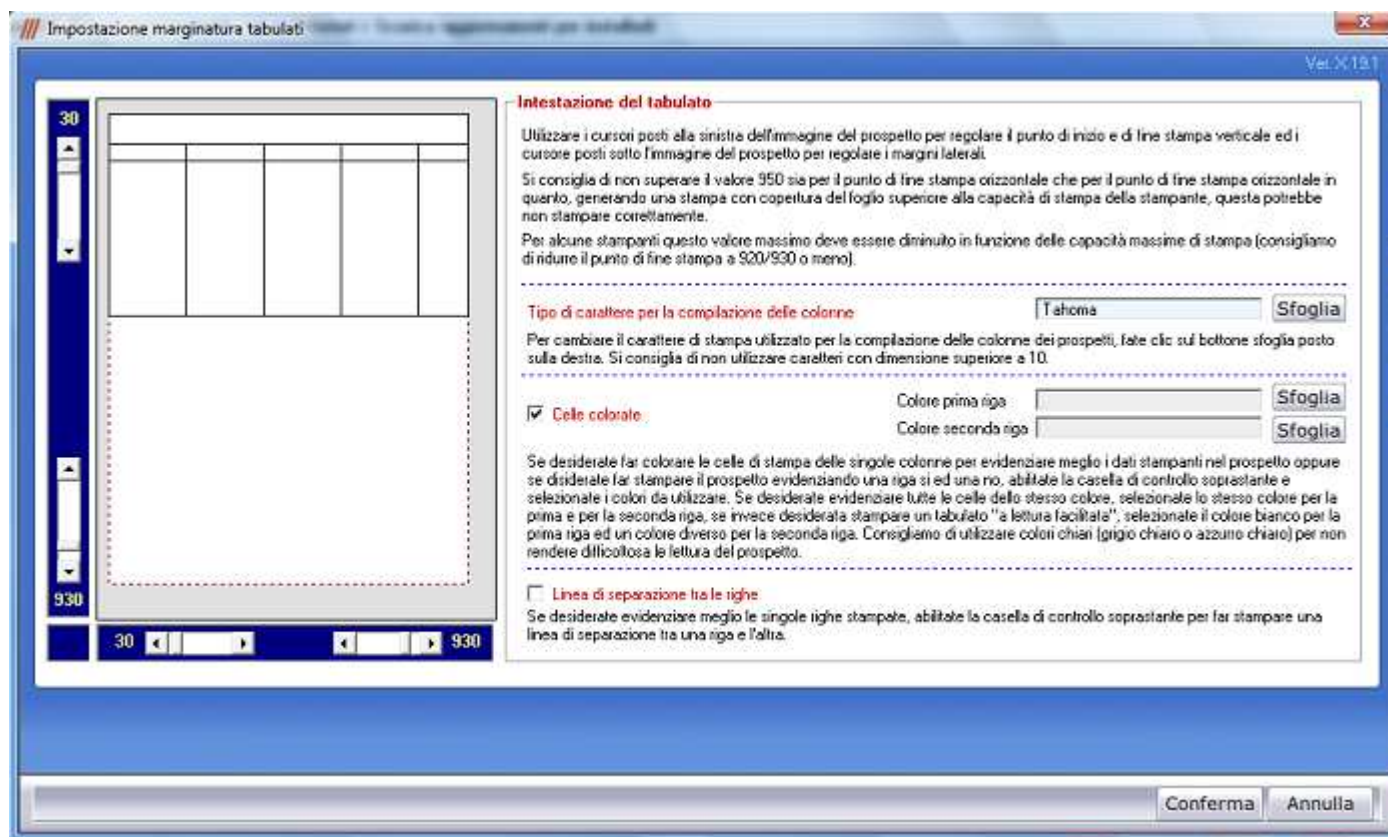 Impostazione marginatura tabulati
Ver. X.19.1
30
930
30
930
Intestazione del tabulato
Utilizzare i cursori posti alla sinistra dell'immagine del prospetto per regolare il punto di inizio e di fine stampa verticale ed i
cursore posti sotto l'immagine del prospetto per regolare i margini laterali.
Si consiglia di non superare il valore 950 sia per il punto di fine stampa orizzontale che per il punto di fine stampa orizzontale in
quanto, generando una stampa con copertura del foglio superiore alla capacità di stampa della stampante, questa potrebbe
non stampare correttamente.
Per alcune stampanti questo valore massimo deve essere diminuito in funzione delle capacità massime di stampa (consigliamo
di ridurre il punto di fine stampa a 920/930 o meno).
Tipo di carattere per la compilazione delle colonne
Tahoma
Sfoglia
Per cambiare il carattere di stampa utilizzato per la compilazione delle colonne dei prospetti, fate clic sul bottone sfoglia posto
sulla destra. Si consiglia di non utilizzare caratteri con dimensione superiore a 10.
Celle colorate
Colore prima riga
Sfoglia
Colore seconda riga
Sfoglia
Se desiderate far colorare le celle di stampa delle singole colonne per evidenziare meglio i dati stampanti nel prospetto oppure
se disiderate far stampare il prospetto evidenziando una riga si ed una no, abilitate la casella di controllo soprastante e
selezionate i colori da utilizzare. Se desiderate evidenziare tutte le celle dello stesso colore, selezionate lo stesso colore per la
prima e per la seconda riga, se invece desiderata stampare un tabulato "a lettura facilitata", selezionate il colore bianco per la
prima riga ed un colore diverso per la seconda riga. Consigliamo di utilizzare colori chiari (grigio chiaro o azzurro chiaro) per non
rendere difficoltosa le lettura del prospetto.
Linea di separazione tra le righe
Se desiderate evidenziare meglio le singole righe stampate, abilitate la casella di controllo soprastante per far stampare una
linea di separazione tra una riga e l'altra.
Conferma
Annulla